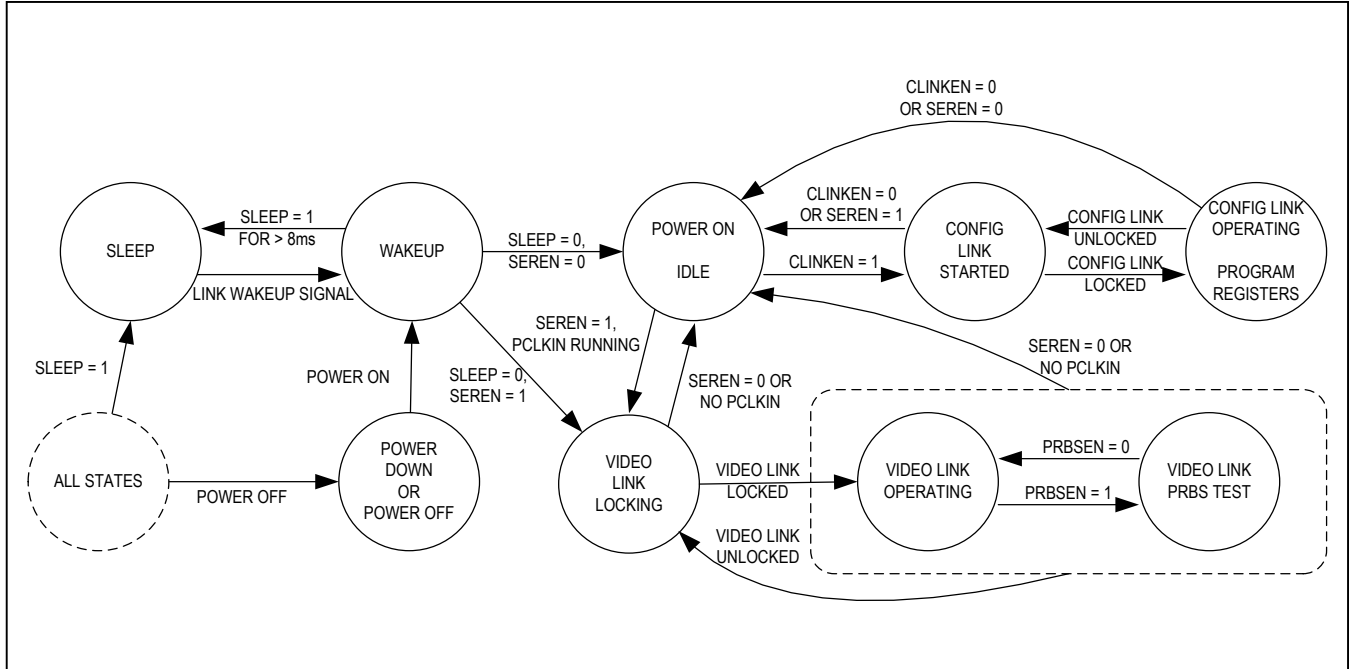 CLINKEN = 0
OR SEREN = 0
SLEEP = 1
FOR > 8ms
SLEEP
LINK WAKEUP SIGNAL
WAKEUP
SLEEP = 0,
SEREN = 0
POWER ON
IDLE
CLINKEN = 0
OR SEREN = 1
CLINKEN = 1
CONFIG
LINK
STARTED
CONFIG LINK
UNLOCKED
CONFIG LINK
LOCKED
CONFIG LINK
OPERATING
PROGRAM
REGISTERS
SLEEP = 1
POWER ON
SEREN = 1,
PCLKIN RUNNING
SLEEP = 0,
SEREN = 1
SEREN = 0 OR
NO PCLKIN
SEREN = 0 OR
NO PCLKIN
ALL STATES
POWER OFF
POWER
DOWN
OR
POWER OFF
VIDEO
LINK
LOCKING
VIDEO LINK
LOCKED
VIDEO LINK
OPERATING
PRBSEN = 0
PRBSEN = 1
VIDEO LINK
PRBS TEST
VIDEO LINK
UNLOCKED